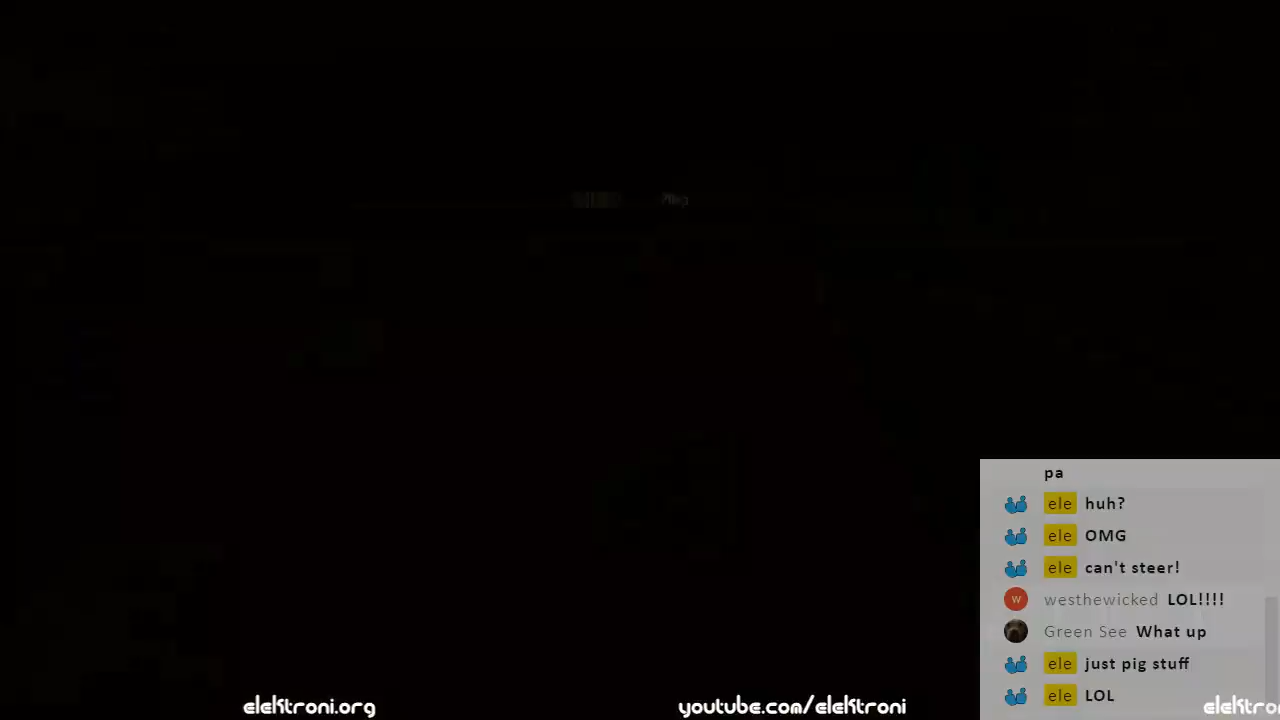 pa
ele huh?
ele OMG
ele can't steer!
W westhewicked LOL!!!!
Green See What up
ele just pig stuff
ele LOL
elektroni.org youtube.com/elektroni elektro